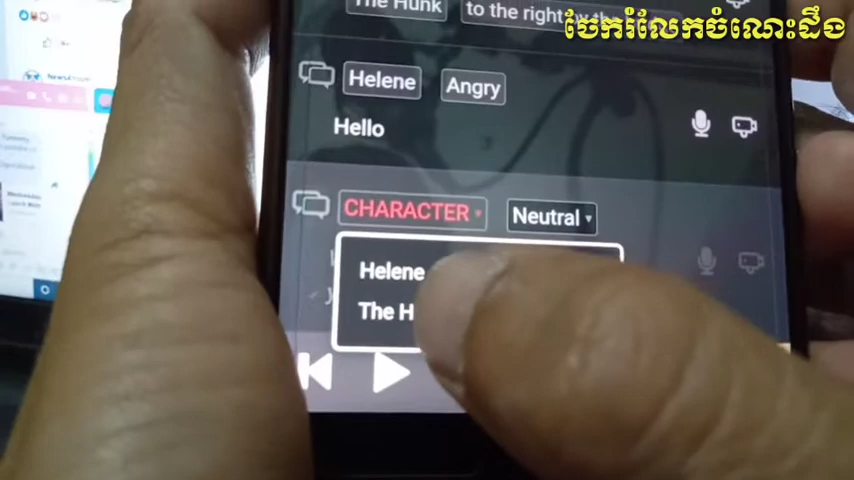 ចែករំលែកចំណេះដឹង
The Hunk
to the right
Helene
Angry
Hello
CHARACTER
Neutral
Helene
The H